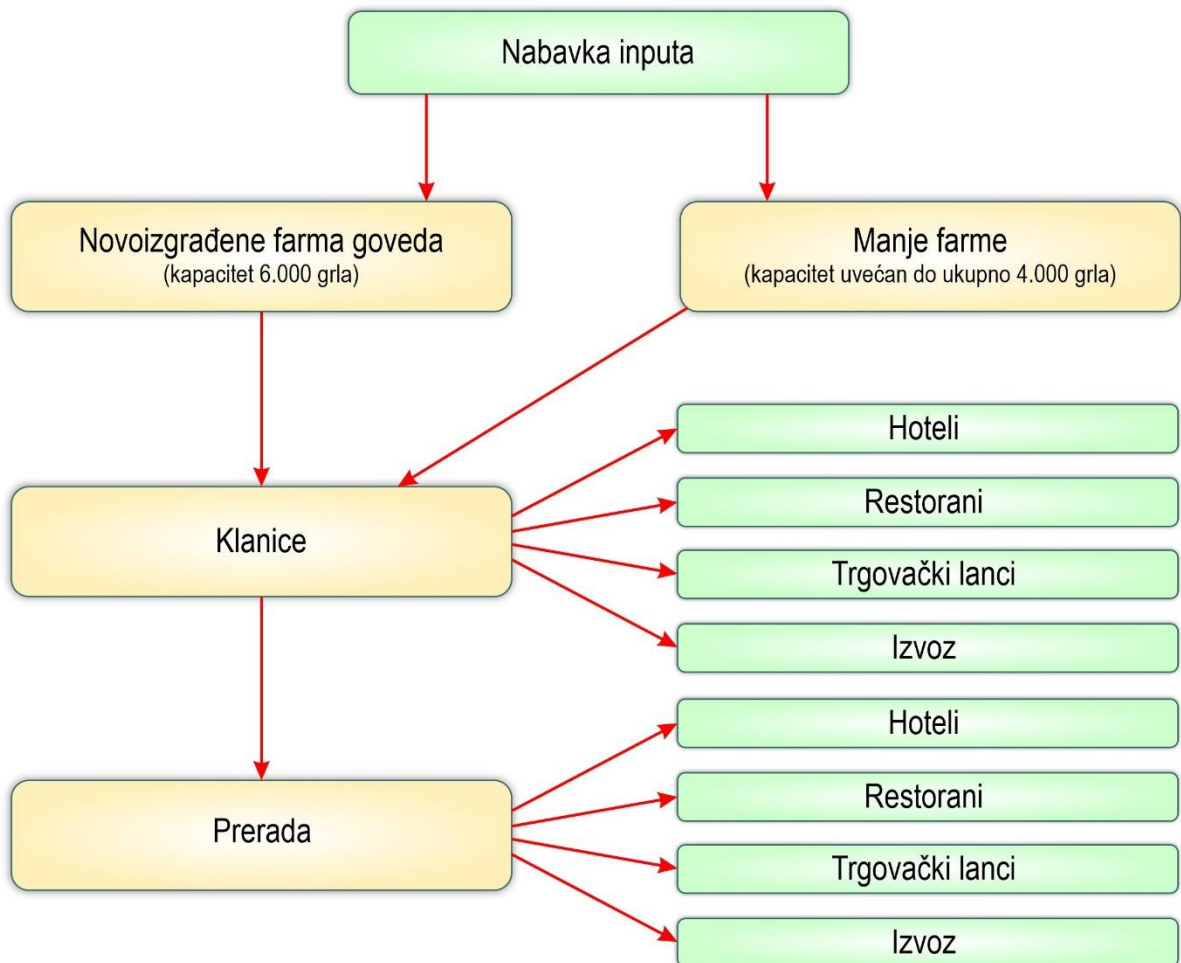 Nabavka inputa
Novoizgrađene farma goveda
(kapacitet 6.000 grla)
Manje farme
(kapacitet uvećan do ukupno 4.000 grla)
Klanice
Hoteli
Restorani
Trgovački lanci
Izvoz
Prerada
Hoteli
Restorani
Trgovački lanci
Izvoz